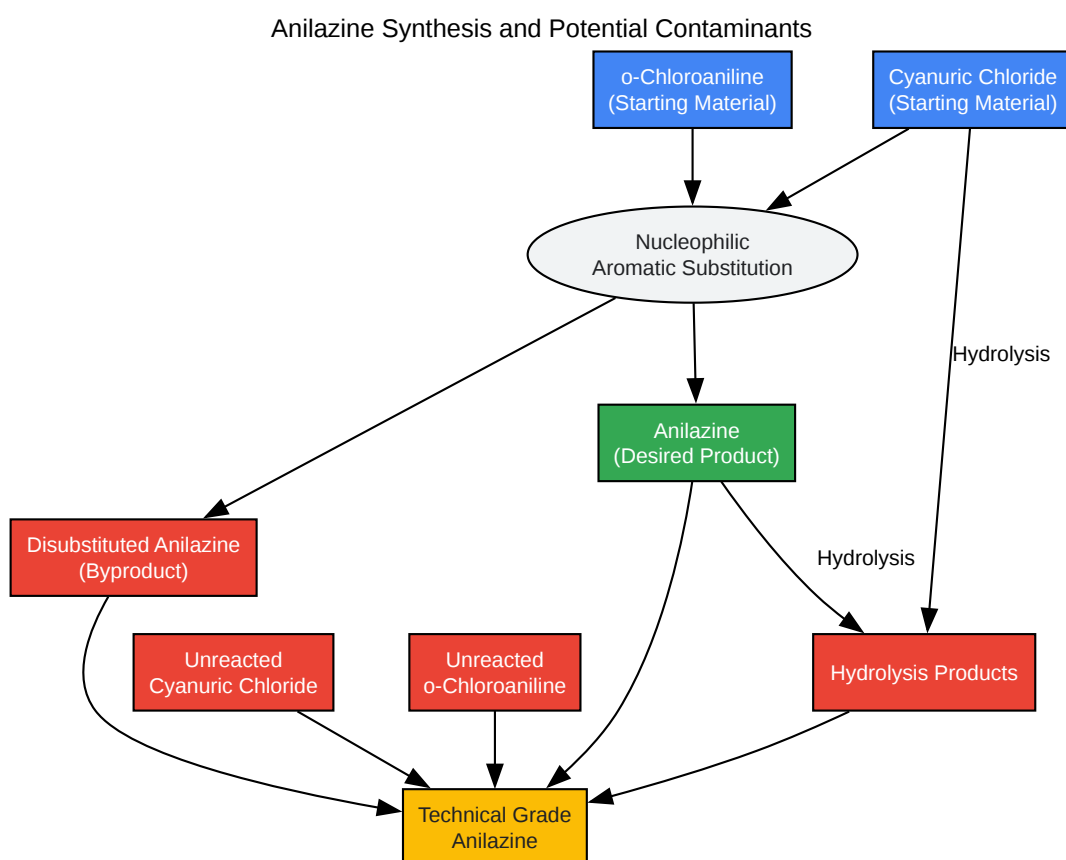 Anilazine Synthesis and Potential Contaminants
o-Chloroaniline
(Starting Material)
Cyanuric Chloride
(Starting Material)
Nucleophilic
Aromatic Substitution
Hydrolysis
Anilazine
(Desired Product)
Disubstituted Anilazine
(Byproduct)
Hydrolysis
Unreacted
Cyanuric Chloride
Unreacted
o-Chloroaniline
Hydrolysis Products
Technical Grade
Anilazine